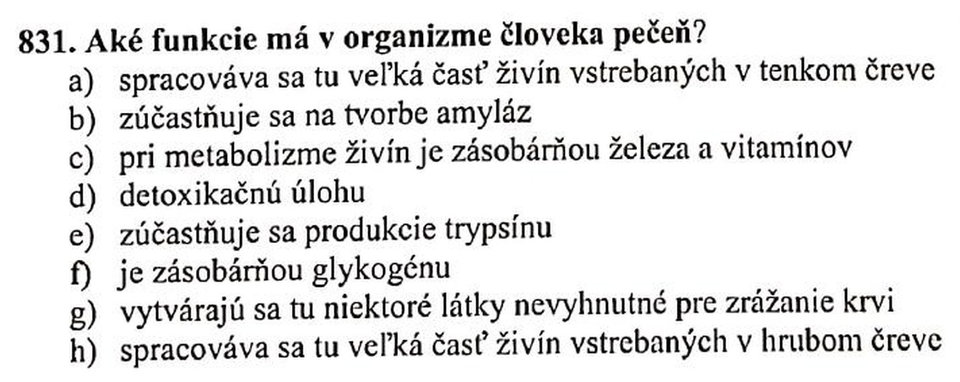 831. Aké funkcie má v organizme človeka pečeň?
a) spracováva sa tu veľká časť živín vstrebaných v tenkom čreve
b) zúčastňuje sa na tvorbe amyláz
c) pri metabolizme živín je zásobárňou železa a vitamínov
d) detoxikačnú úlohu
e) zúčastňuje sa produkcie trypsínu
f) je zásobárňou glykogénu
g) vytvárajú sa tu niektoré látky nevyhnutné pre zrážanie krvi
h) spracováva sa tu veľká časť živín vstrebaných v hrubom čreve